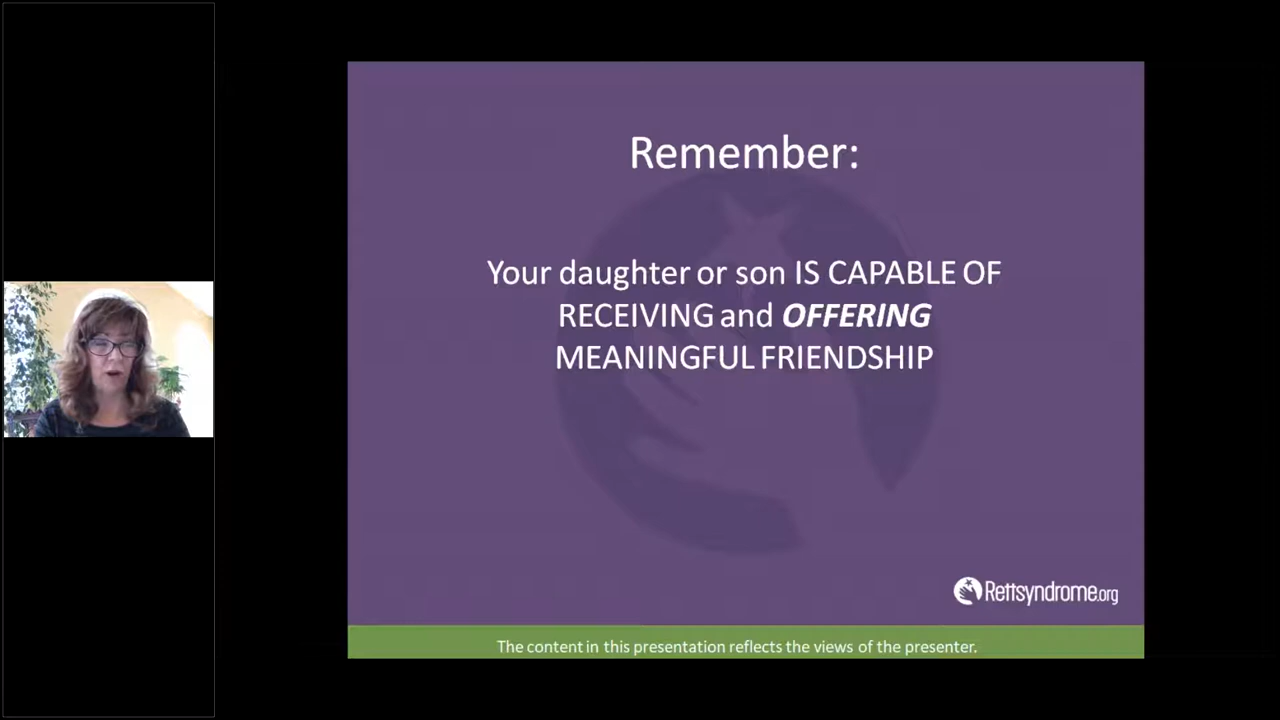 Remember:
Your daughter or son IS CAPABLE OF
RECEIVING and OFFERING
MEANINGFUL FRIENDSHIP
Rettsyndrome.org
The content in this presentation reflects the views of the presenter.